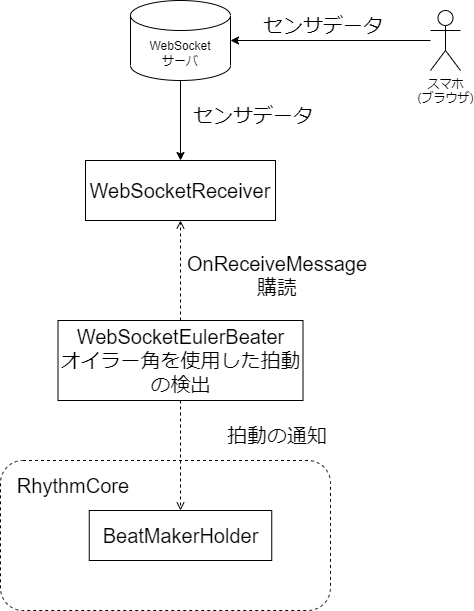 センサデータ
WebSocket
サーバ
スマホ
(ブラウザ)
センサデータ
WebSocketReceiver
OnReceiveMessage
購読
WebSocketEulerBeater
オイラー角を使用した拍動
の検出
拍動の通知
RhythmCore
BeatMakerHolder